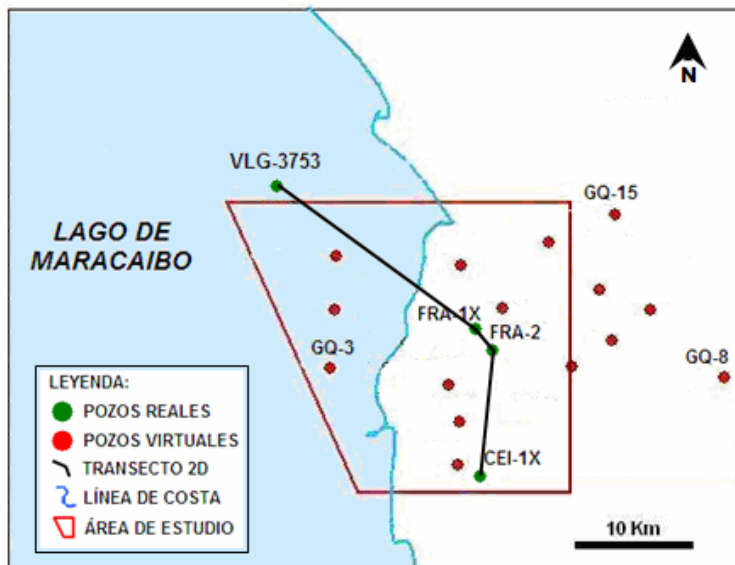 N
VLG-3753
GQ-15
LAGO DE
MARACAIBO
FRA-1X
FRA-2
GQ-3
GQ-8
LEYENDA:
POZOS REALES
POZOS VIRTUALES
TRANSECTO 2D
LÍNEA DE COSTA
ÁREA DE ESTUDIO
CEI-1X
10 Km